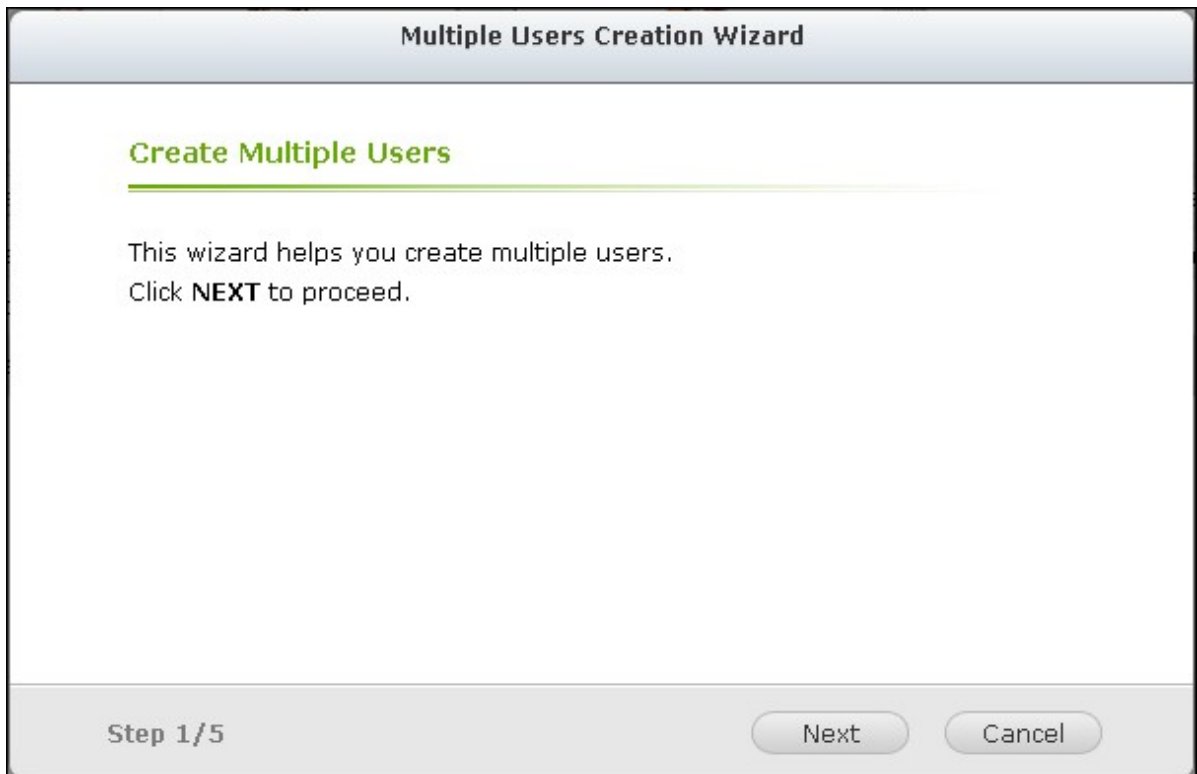 Multiple Users Creation Wizard
Create Multiple Users
This wizard helps you create multiple users.
Click NEXT to proceed.
Step 1/5
Next
Cancel